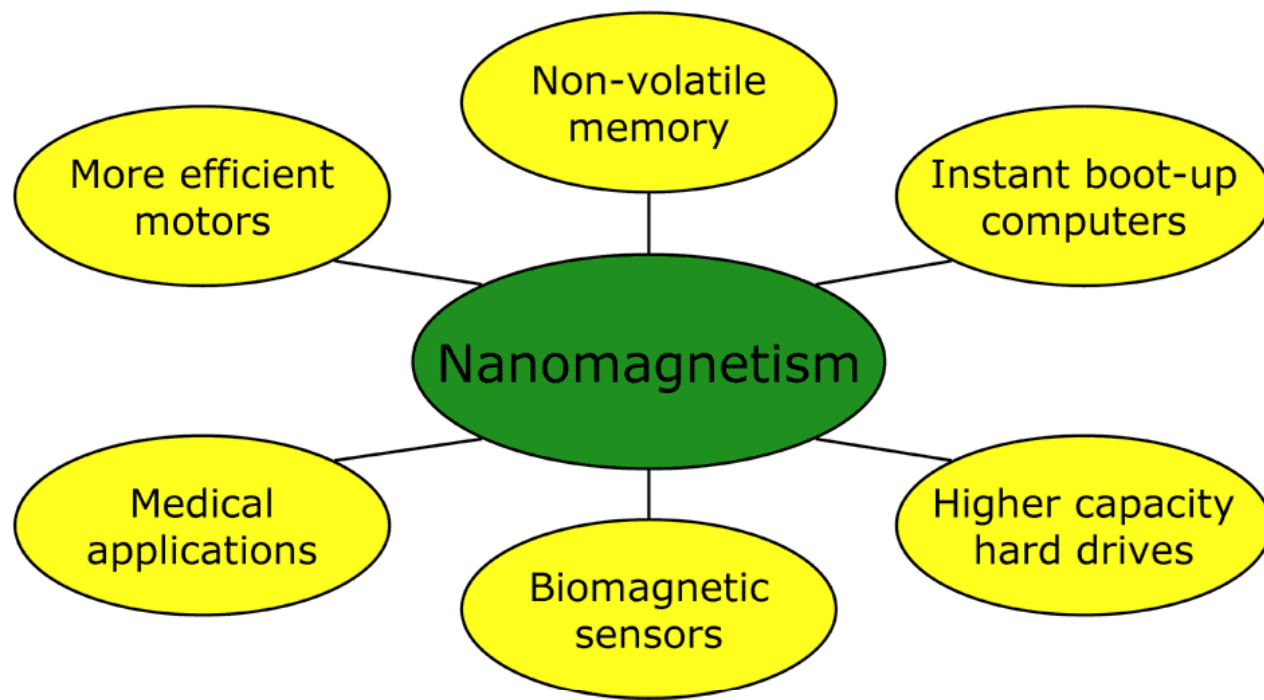 Non-volatile
memory
More efficient
motors
Instant boot-up
computers
Nanomagnetism
Medical
applications
Higher capacity
hard drives
Biomagnetic
sensors